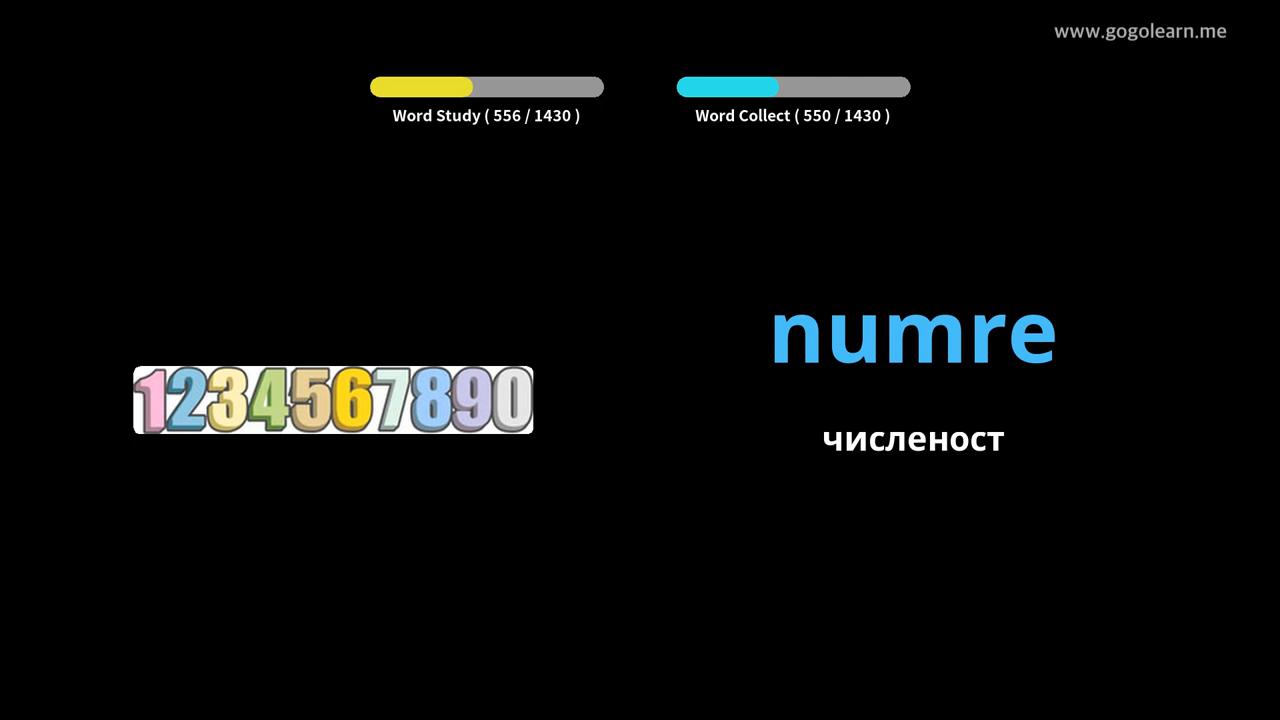 www.gogolearn.me
Word Study ( 556 / 1430 )
Word Collect ( 550 / 1430 )
1234567890
numre
численост